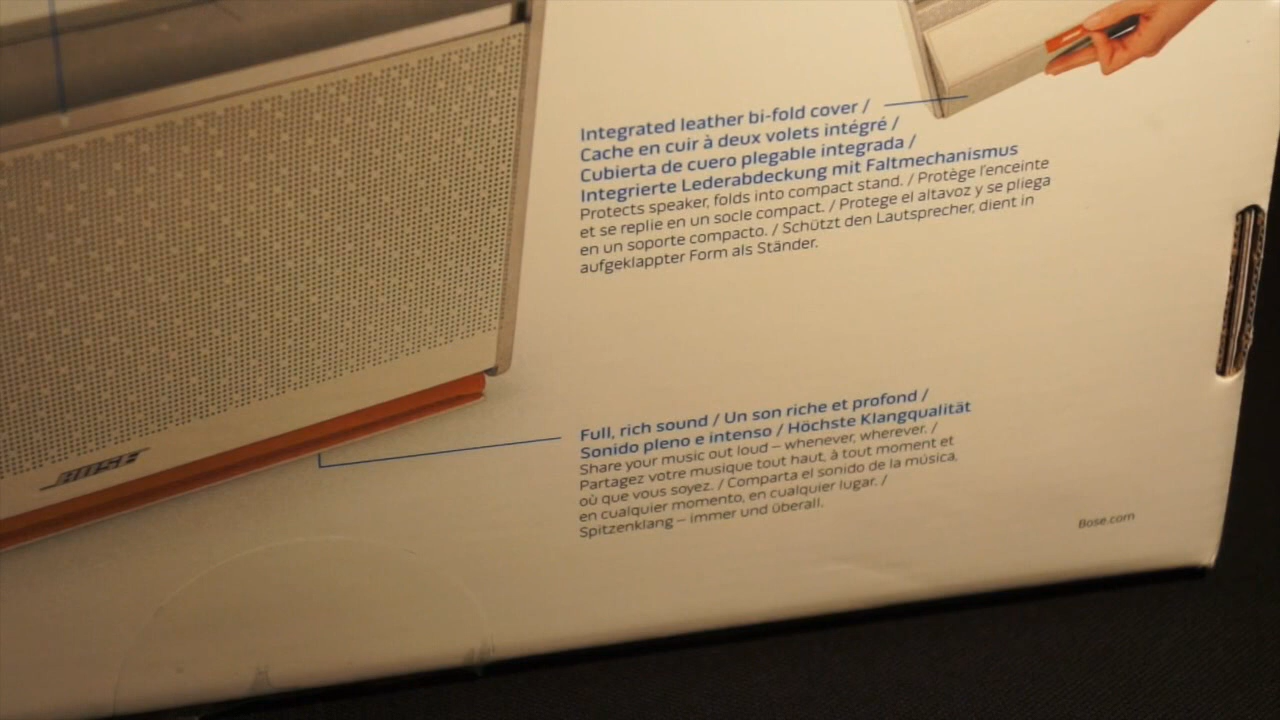 Integrated leather bi-fold cover /
Cache en cuir à deux volets intégré /
Cubierta de cuero plegable integrada /
Integrierte Lederabdeckung mit Faltmechanismus
Protects speaker, folds into compact stand. / Protège l'enceinte
et se replie en un socle compact. / Protege el altavoz y se pliega
en un soporte compacto. / Schützt den Lautsprecher, dient in
aufgeklappter Form als Ständer.
Full, rich sound / Un son riche et profond /
Sonido pleno e intenso / Höchste Klangqualität
Share your music out loud – whenever, wherever. /
Partagez votre musique tout haut, à tout moment et
où que vous soyez. / Comparta el sonido de la música,
en cualquier momento, en cualquier lugar. /
Spitzenklang – immer und überall.
BOSE
Bose.com